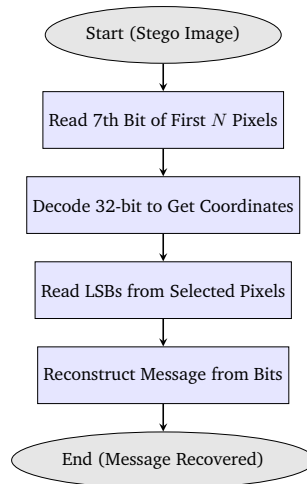 Start (Stego Image)
Read 7th Bit of First N Pixels
Decode 32-bit to Get Coordinates
Read LSBs from Selected Pixels
Reconstruct Message from Bits
End (Message Recovered)